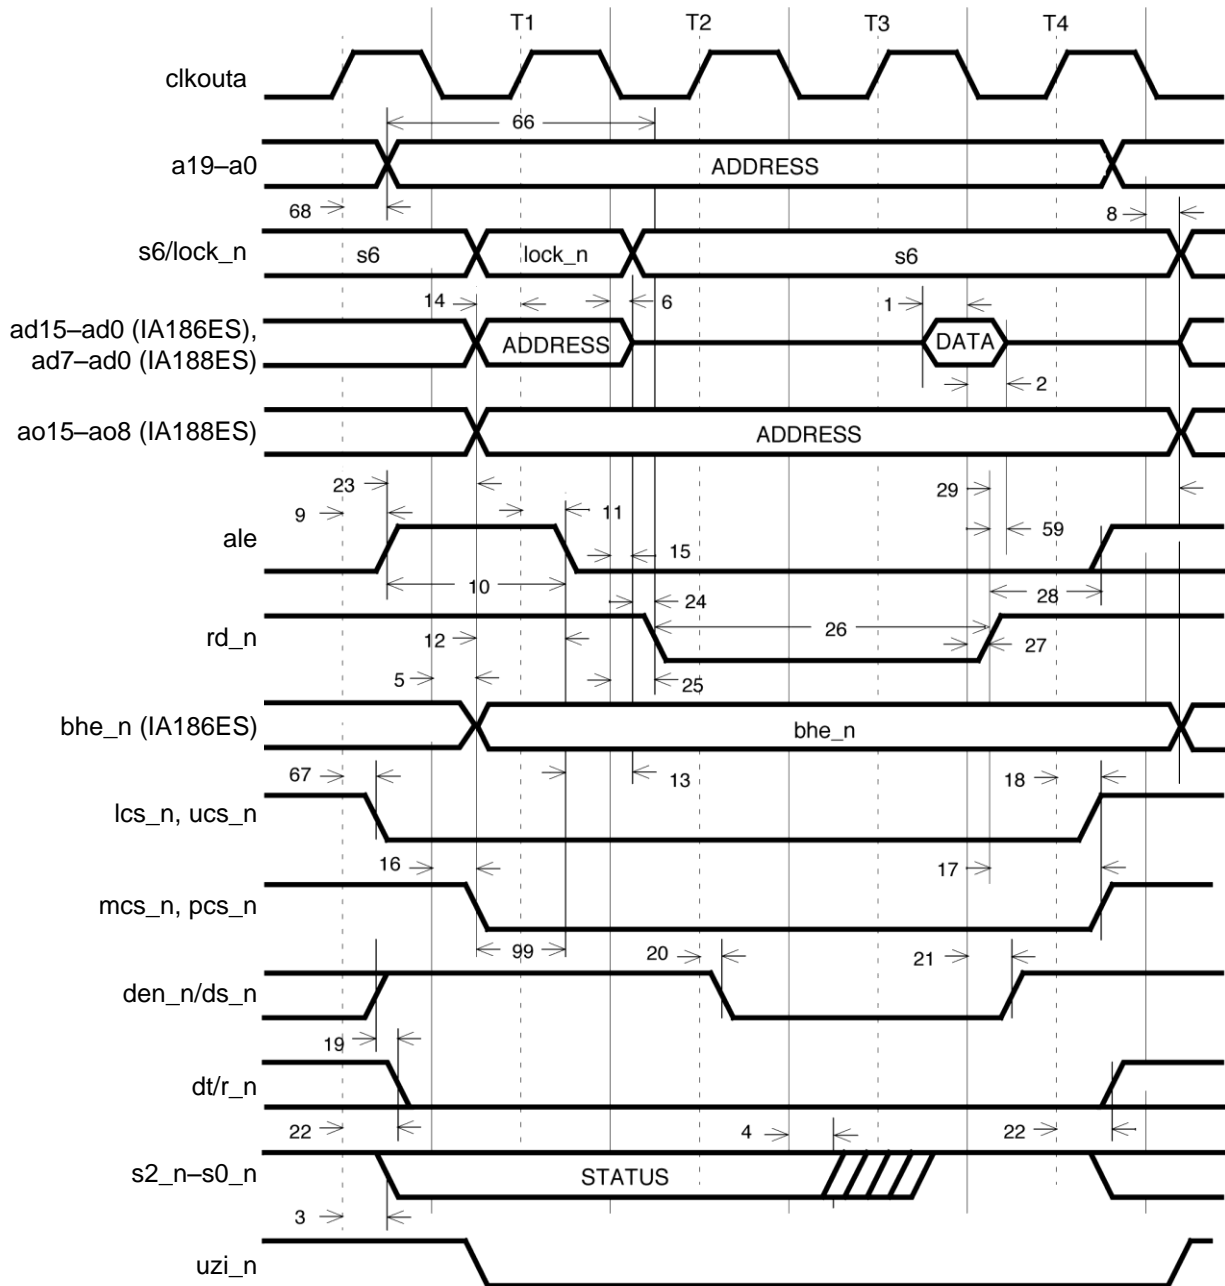 T1 T2 T3 T4
clkouta
66
a19–a0 ADDRESS
68 8
s6/lock_n s6 lock_n s6
14 6 1
ad15–ad0 (IA186ES),
ad7–ad0 (IA188ES) ADDRESS DATA
2
ao15–ao8 (IA188ES) ADDRESS
23 29
9 11 59
ale 15
10 28
24
rd_n 12 26 27
5 25
bhe_n (IA186ES) bhe_n
67 13 18
lcs_n, ucs_n
16 17
mcs_n, pcs_n
99 20 21
den_n/ds_n
19
dt/r_n
22 4 22
s2_n–s0_n STATUS
3
uzi_n